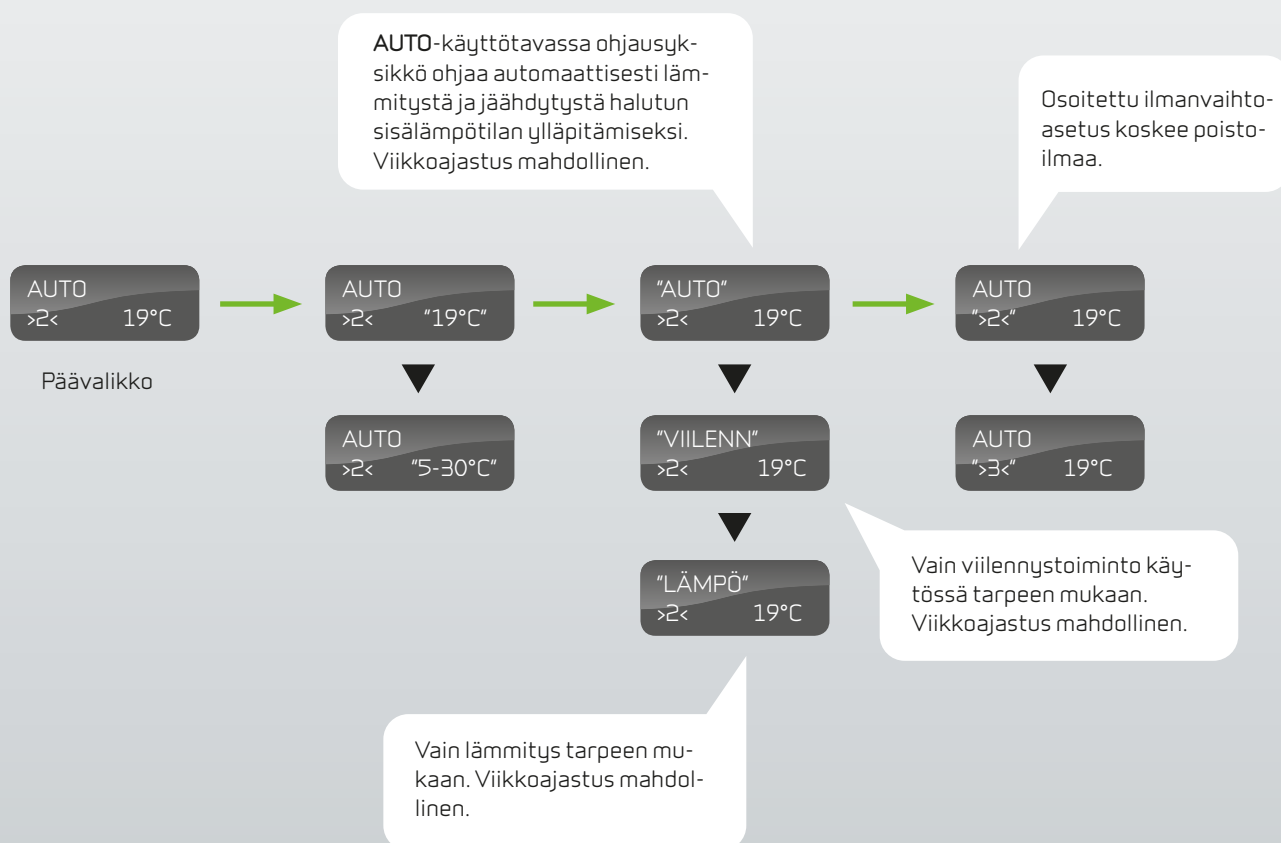 AUTO-käyttötavassa ohjausyk-
sikkö ohjaa automaattisesti läm-
mitystä ja jäähdytystä halutun
sisälämpötilan ylläpitämiseksi.
Viikkoajastus mahdollinen.
Osoitettu ilmanvaihto-
asetus koskee poisto-
ilmaa.
AUTO
>2< 19°C
Päävalikko
AUTO
>2< "19°C"
"AUTO"
>2< 19°C
AUTO
">2<" 19°C
AUTO
>2< "5-30°C"
"VIILENN"
>2< 19°C
AUTO
">3<" 19°C
"LÄMPÖ"
>2< 19°C
Vain viilennystoiminto käy-
tössä tarpeen mukaan.
Viikkoajastus mahdollinen.
Vain lämmitys tarpeen mu-
kaan. Viikkoajastus mahdol-
linen.